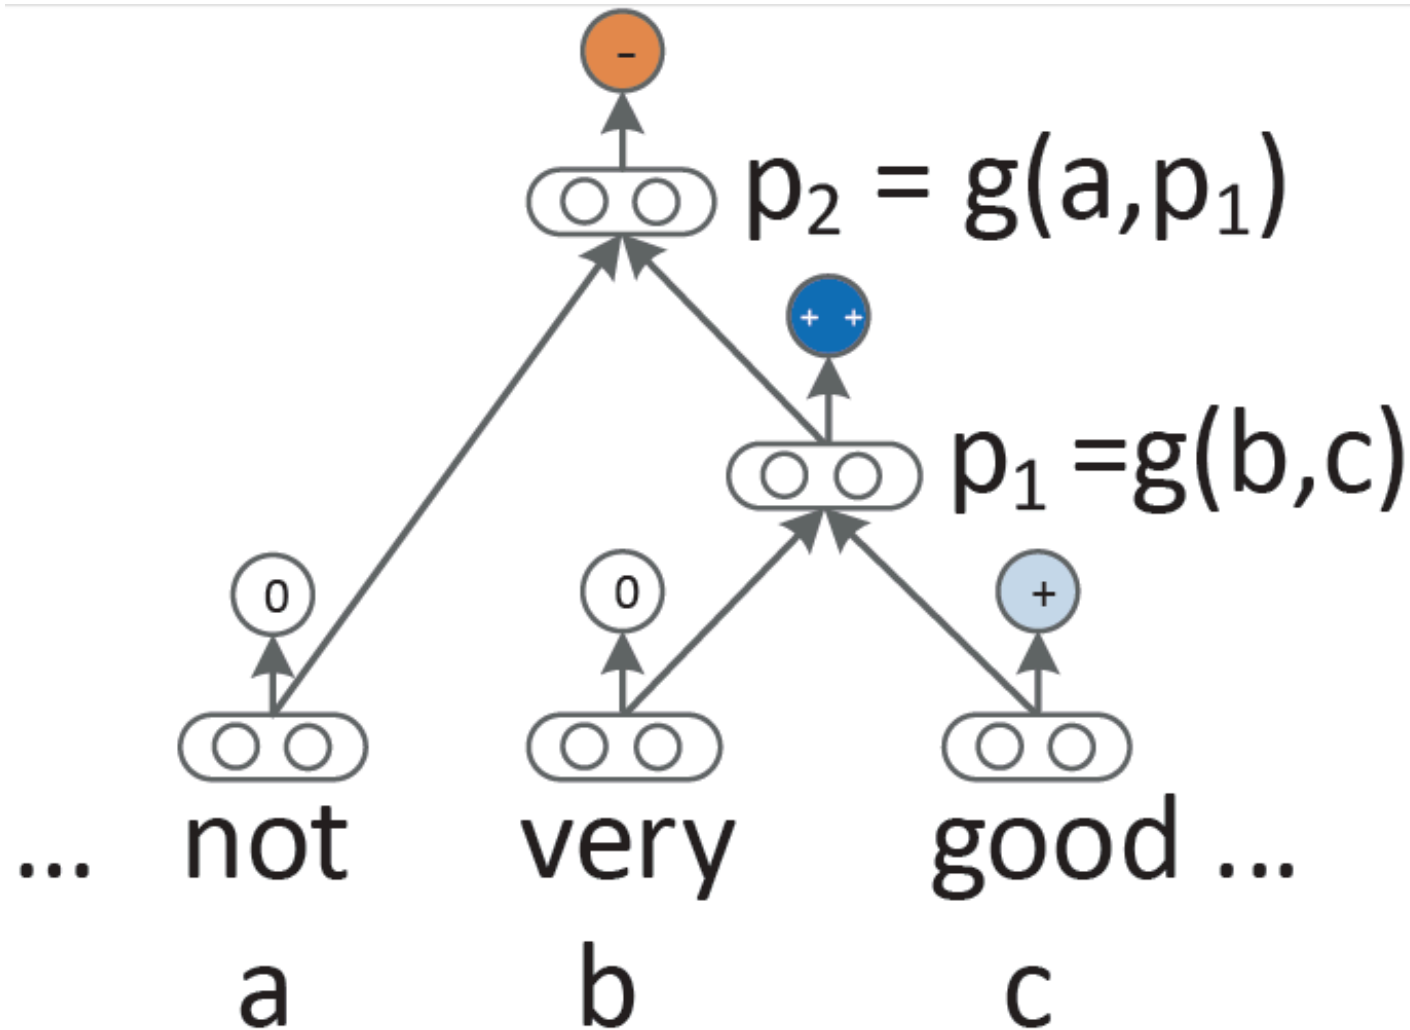 -
p₂ = g(a,p₁)
+ +
p₁ =g(b,c)
0 0 +
... not very good ...
a b c